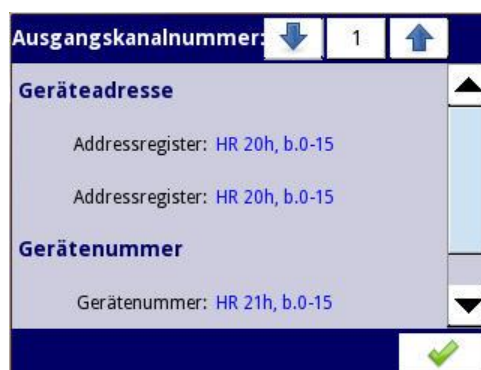 Ausgangskanalnummer: 1
Geräteadresse
Addressregister: HR 20h, b.0-15
Addressregister: HR 20h, b.0-15
Gerätenummer
Gerätenummer: HR 21h, b.0-15